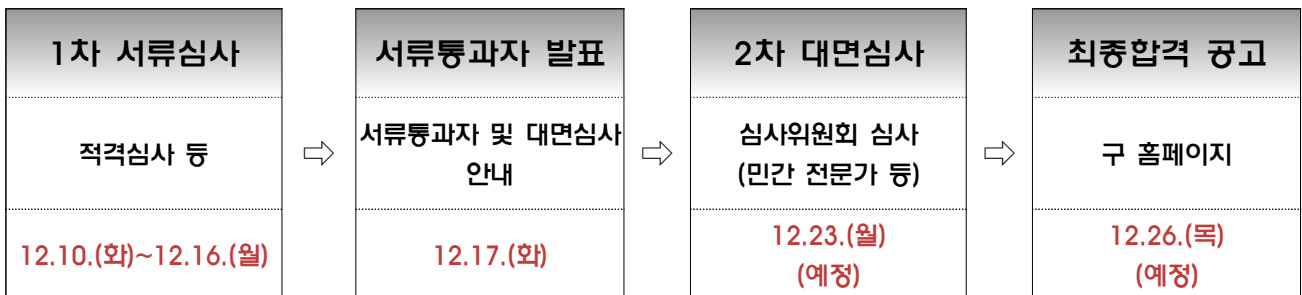 1차 서류심사
적격심사 등
12.10.(화)~12.16.(월)
⇨
서류통과자 발표
서류통과자 및 대면심사
안내
12.17.(화)
⇨
2차 대면심사
심사위원회 심사
(민간 전문가 등)
12.23.(월)
(예정)
⇨
최종합격 공고
구 홈페이지
12.26.(목)
(예정)